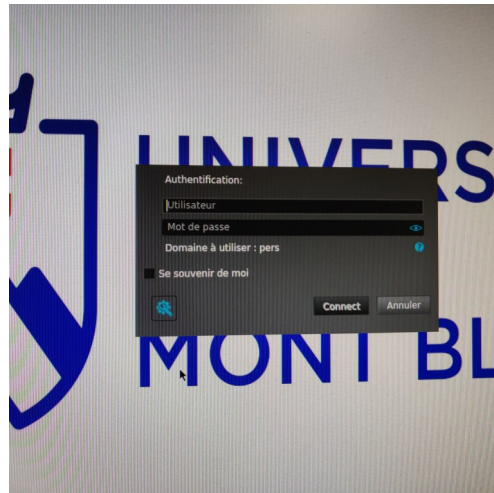 UNIVERS
Authentification:
Utilisateur
Mot de passe
Domaine à utiliser : pers
Se souvenir de moi
Connect Annuler
MONT BL